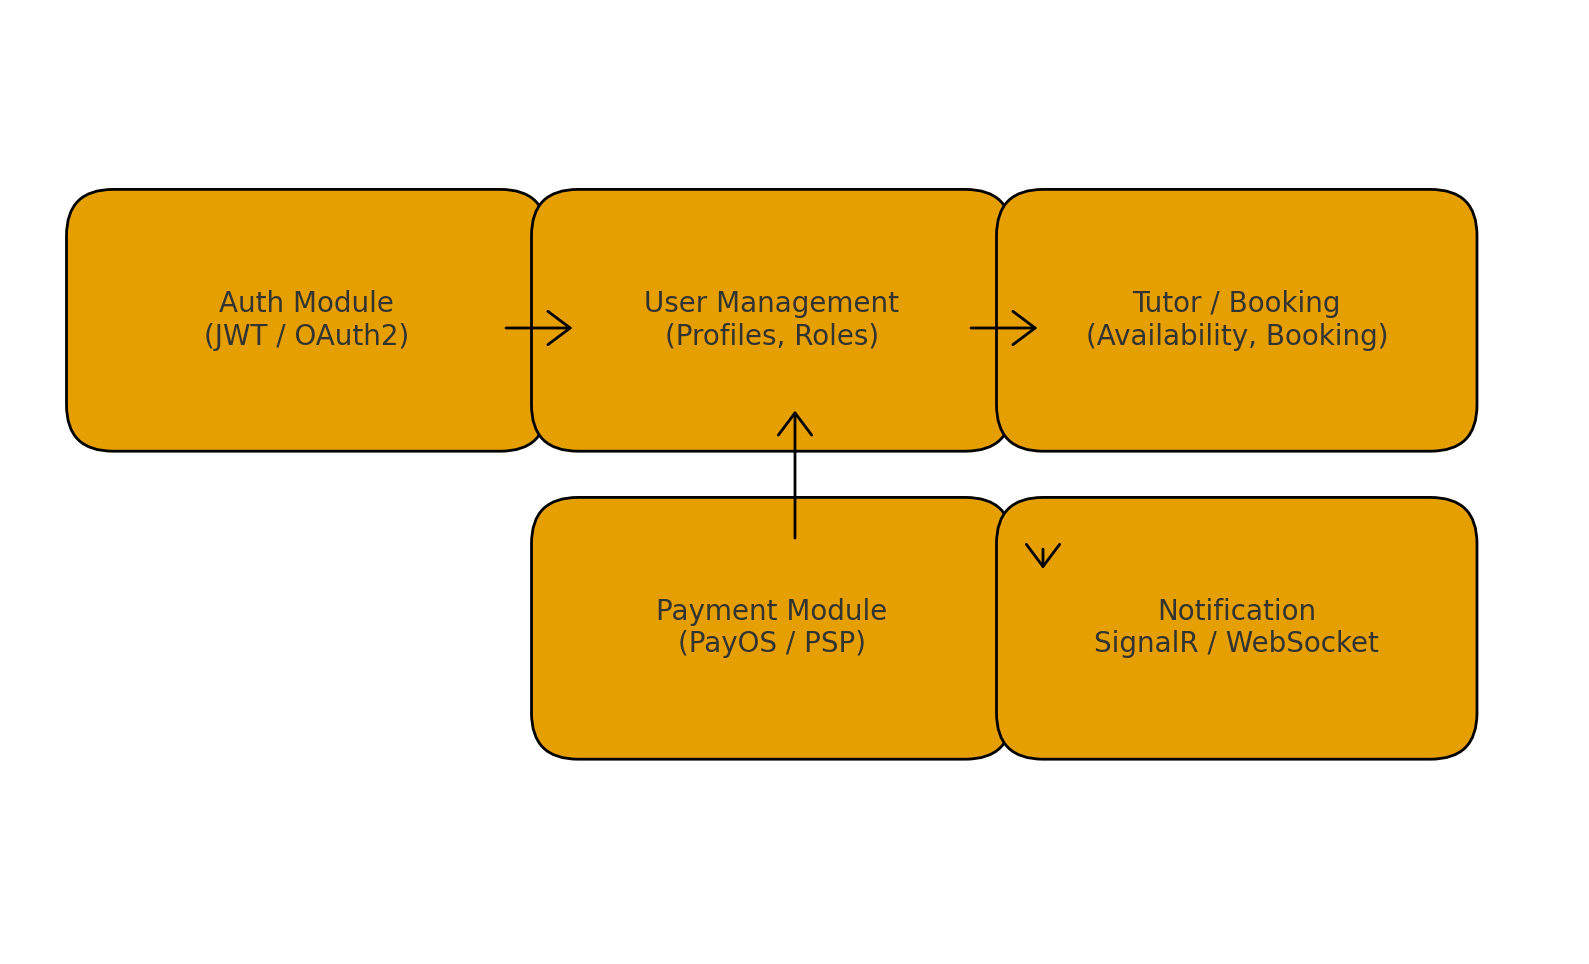 Auth Module
(JWT / OAuth2)
User Management
(Profiles, Roles)
Tutor / Booking
(Availability, Booking)
Payment Module
(PayOS / PSP)
Notification
SignalR / WebSocket